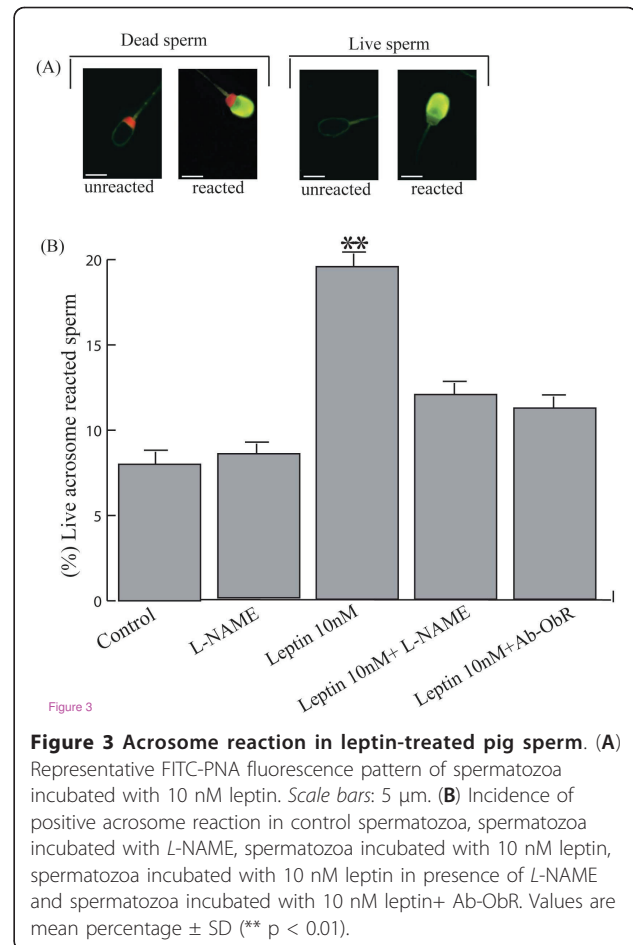 Dead sperm Live sperm
(A)
unreacted reacted unreacted reacted
(B)
**
20
15
10
5
0
(%) Live acrosome reacted sperm
Control
L-NAME
Leptin 10nM
Leptin 10nM+ L-NAME
Leptin 10nM+Ab-ObR
Figure 3
Figure 3 Acrosome reaction in leptin-treated pig sperm. (A)
Representative FITC-PNA fluorescence pattern of spermatozoa
incubated with 10 nM leptin. Scale bars: 5 μm. (B) Incidence of
positive acrosome reaction in control spermatozoa, spermatozoa
incubated with L-NAME, spermatozoa incubated with 10 nM leptin,
spermatozoa incubated with 10 nM leptin in presence of L-NAME
and spermatozoa incubated with 10 nM leptin+ Ab-ObR. Values are
mean percentage ± SD (** p < 0.01).